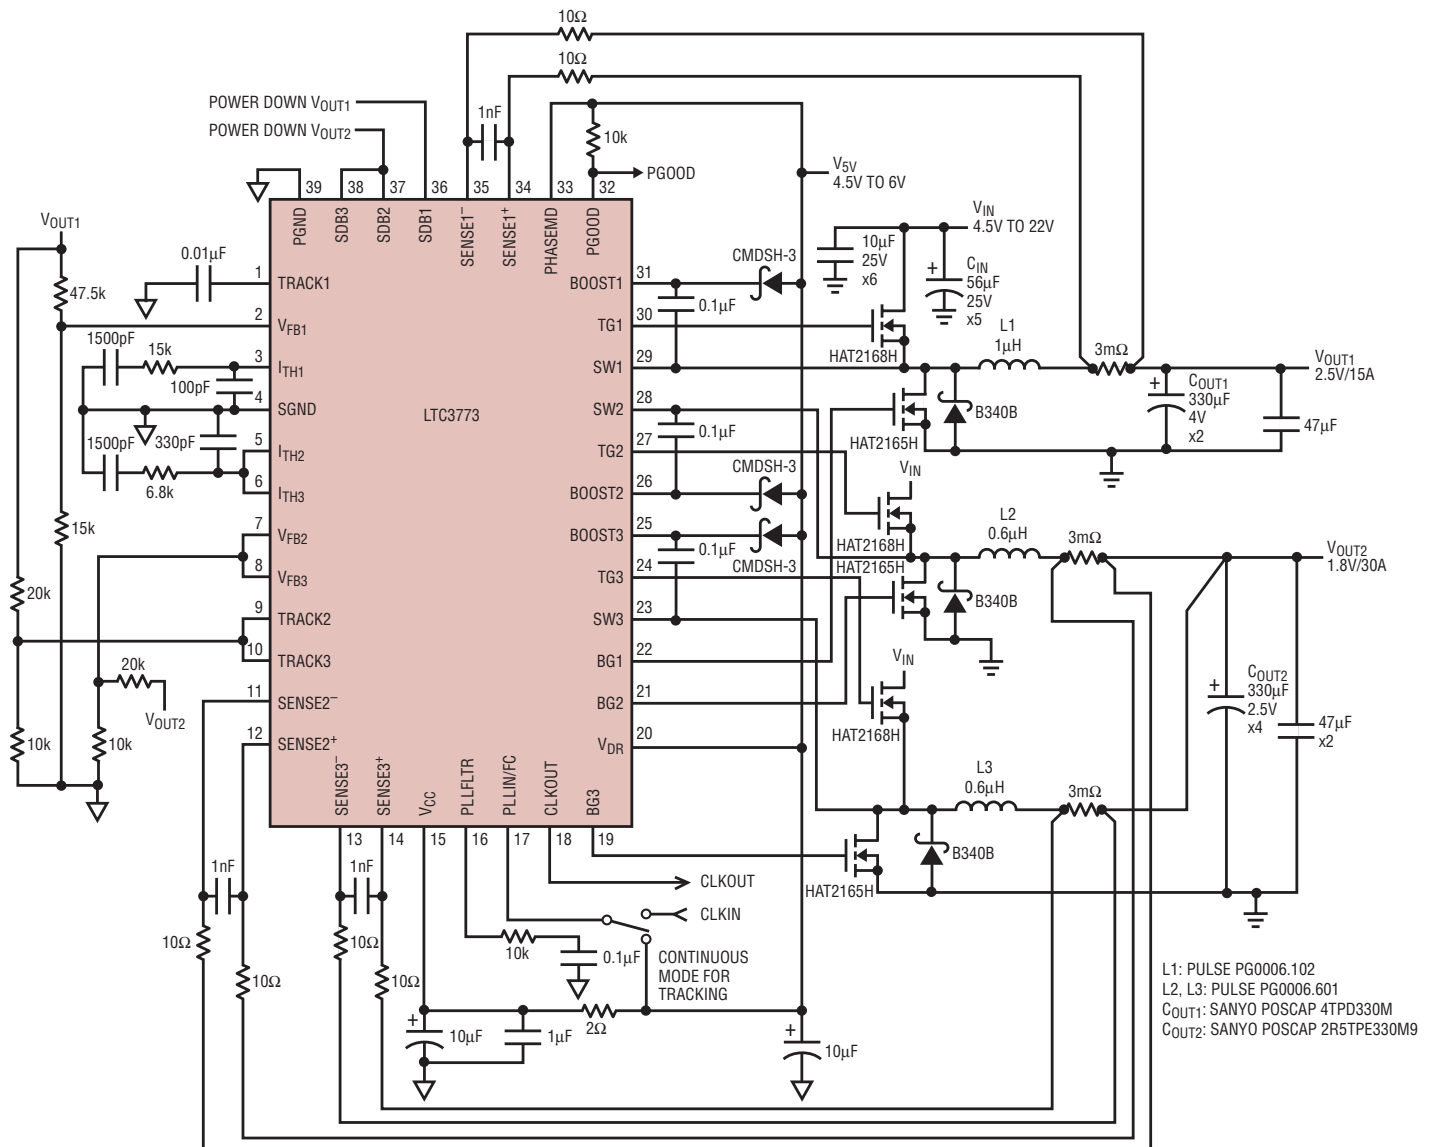 10Ω
10Ω
POWER DOWN VOUT1
POWER DOWN VOUT2
1nF
10k
PGOOD
V5V
4.5V TO 6V
39 38 37 36 35 34 33 32
PGND
SDB3
SDB2
SDB1
SENSE1–
SENSE1+
PHASEMD
PGOOD
VIN
4.5V TO 22V
10µF
25V
x6
+
CIN
56µF
25V
x5
VOUT1
0.01µF
47.5k
1 TRACK1
2 VFB1
1500pF
15k
100pF
3 ITH1
4 SGND
1500pF
330pF
5 ITH2
6.8k
6 ITH3
15k
7 VFB2
8 VFB3
20k
9 TRACK2
10 TRACK3
20k
VOUT2
11 SENSE2–
12 SENSE2+
10k
10k
LTC3773
31 BOOST1
CMDSH-3
0.1µF
30 TG1
HAT2168H
29 SW1
L1
1µH
3mΩ
VOUT1
2.5V/15A
+
COUT1
330µF
4V
x2
47µF
28 SW2
0.1µF
HAT2165H
B340B
27 TG2
VIN
CMDSH-3
26 BOOST2
HAT2168H
L2
0.6µH
3mΩ
VOUT2
1.8V/30A
25 BOOST3
0.1µF
CMDSH-3
HAT2165H
B340B
24 TG3
23 SW3
22 BG1
VIN
21 BG2
HAT2168H
+
COUT2
330µF
2.5V
x4
47µF
x2
20 VDR
L3
0.6µH
3mΩ
SENSE3–
SENSE3+
VCC
PLLFLTR
PLLIN/FC
CLKOUT
BG3
13 14 15 16 17 18 19
B340B
HAT2165H
1nF
1nF
CLKOUT
CLKIN
10Ω
10Ω
10Ω
10Ω
10k
0.1µF
CONTINUOUS
MODE FOR
TRACKING
+
10µF
1µF
2Ω
+
10µF
L1: PULSE PG0006.102
L2, L3: PULSE PG0006.601
COUT1: SANYO POSCAP 4TPD330M
COUT2: SANYO POSCAP 2R5TPE330M9